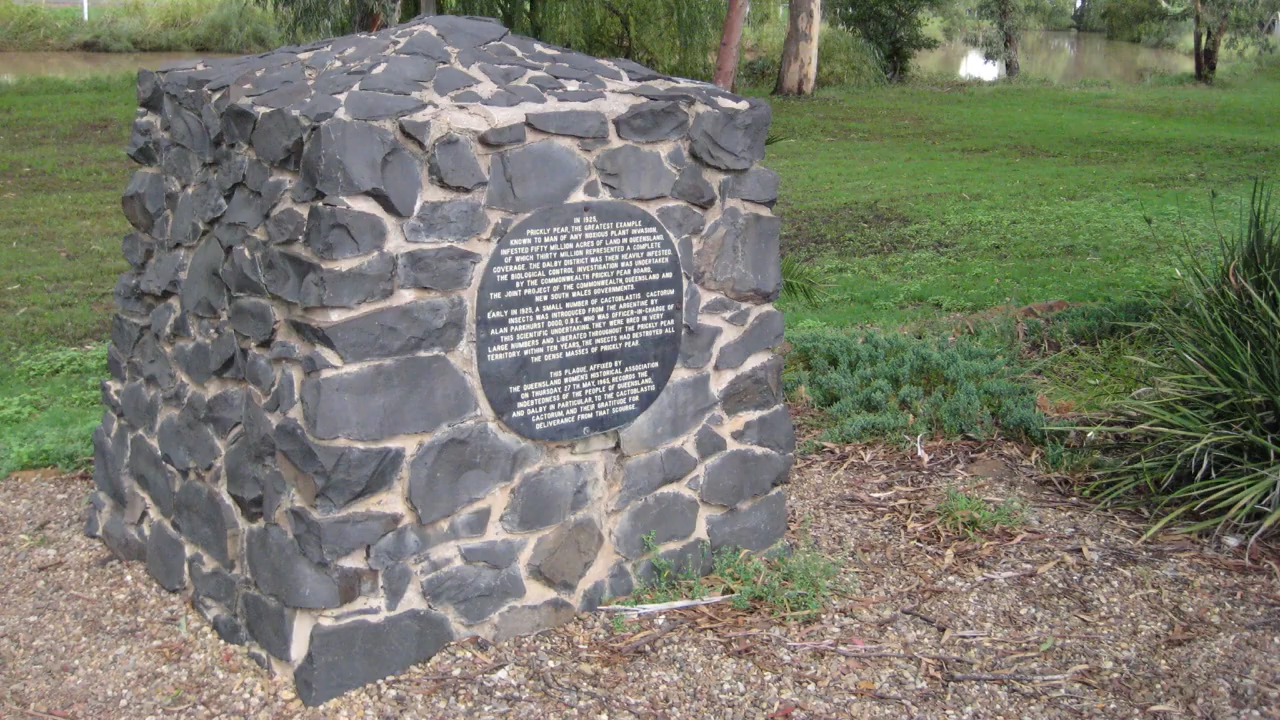 IN 1925,
PRICKLY PEAR, THE GREATEST EXAMPLE
KNOWN TO MAN OF ANY NOXIOUS PLANT INVASION,
INFESTED FIFTY MILLION ACRES OF LAND IN QUEENSLAND,
OF WHICH THIRTY MILLION REPRESENTED A COMPLETE
COVERAGE. THE DALBY DISTRICT WAS THEN HEAVILY INFESTED.
THE BIOLOGICAL CONTROL INVESTIGATION WAS UNDERTAKEN
BY THE COMMONWEALTH PRICKLY PEAR BOARD,
THE JOINT PROJECT OF THE COMMONWEALTH, QUEENSLAND AND
NEW SOUTH WALES GOVERNMENTS.
EARLY IN 1925, A SMALL NUMBER OF CACTOBLASTIS CACTORUM
INSECTS WAS INTRODUCED FROM THE ARGENTINE BY
ALAN PARKHURST DODD, O.B.E., WHO WAS OFFICER-IN-CHARGE OF
THIS SCIENTIFIC UNDERTAKING. THEY WERE BRED IN VERY
LARGE NUMBERS AND LIBERATED THROUGHOUT THE PRICKLY PEAR
TERRITORY. WITHIN TEN YEARS, THE INSECTS HAD DESTROYED ALL
THE DENSE MASSES OF PRICKLY PEAR.
THIS PLAQUE, AFFIXED BY
THE QUEENSLAND WOMEN'S HISTORICAL ASSOCIATION
ON THURSDAY, 27TH MAY, 1965, RECORDS THE
INDEBTEDNESS OF THE PEOPLE OF QUEENSLAND,
AND DALBY IN PARTICULAR, TO THE CACTOBLASTIS
CACTORUM, AND THEIR GRATITUDE FOR
DELIVERANCE FROM THAT SCOURGE.